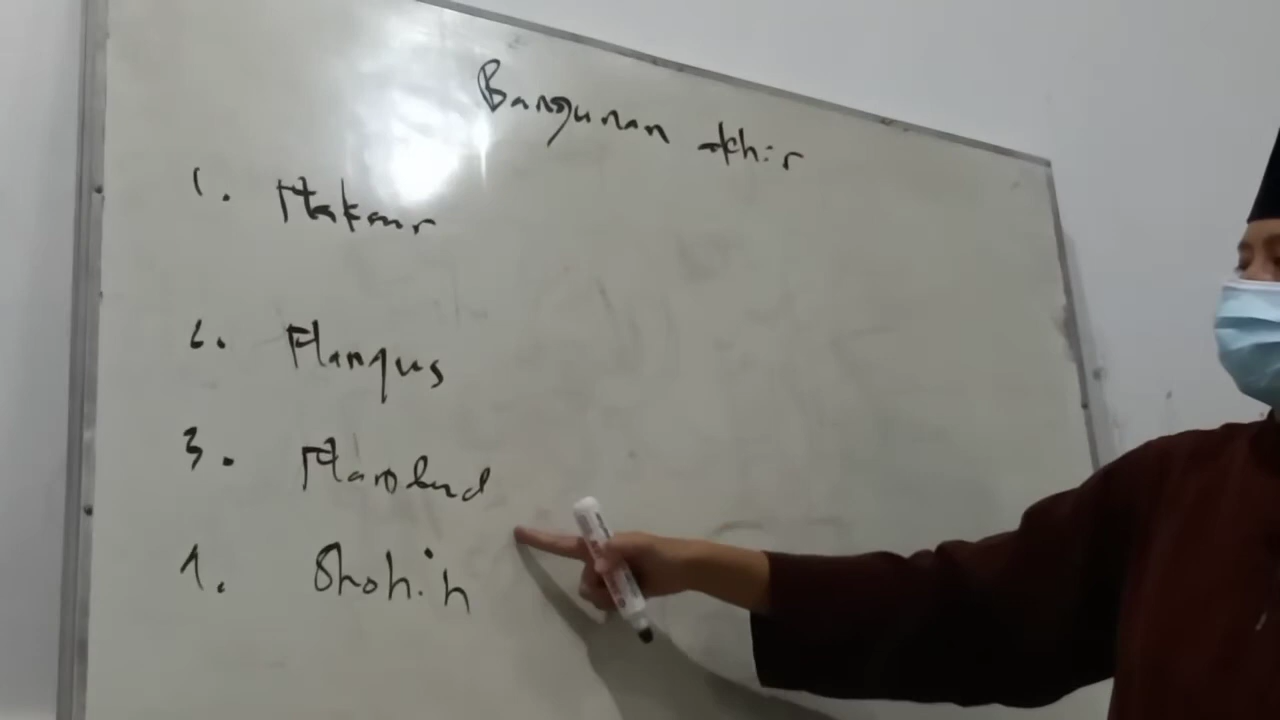 Bangunan Akhir
1. Maksur
2. Manqus
3. Mamdud
4. Shohih